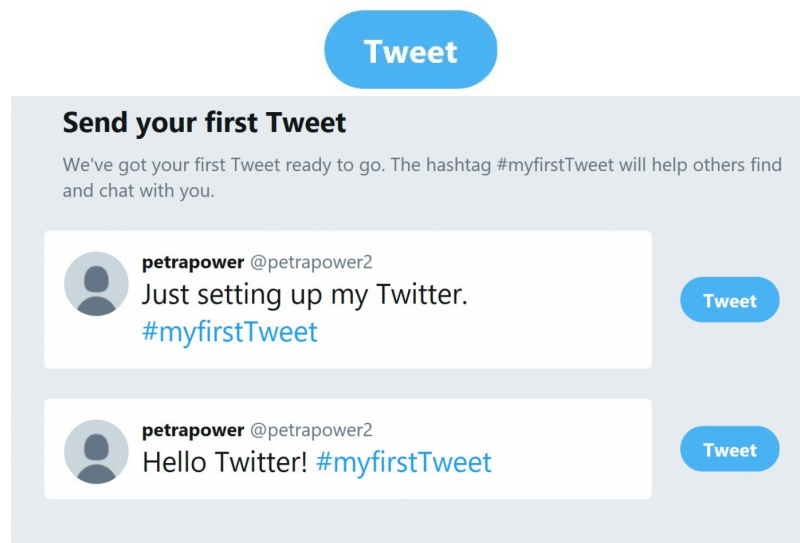 Tweet
Send your first Tweet
We've got your first Tweet ready to go. The hashtag #myfirstTweet will help others find
and chat with you.
petrapower @petrapower2
Just setting up my Twitter.
#myfirstTweet
Tweet
petrapower @petrapower2
Hello Twitter! #myfirstTweet
Tweet